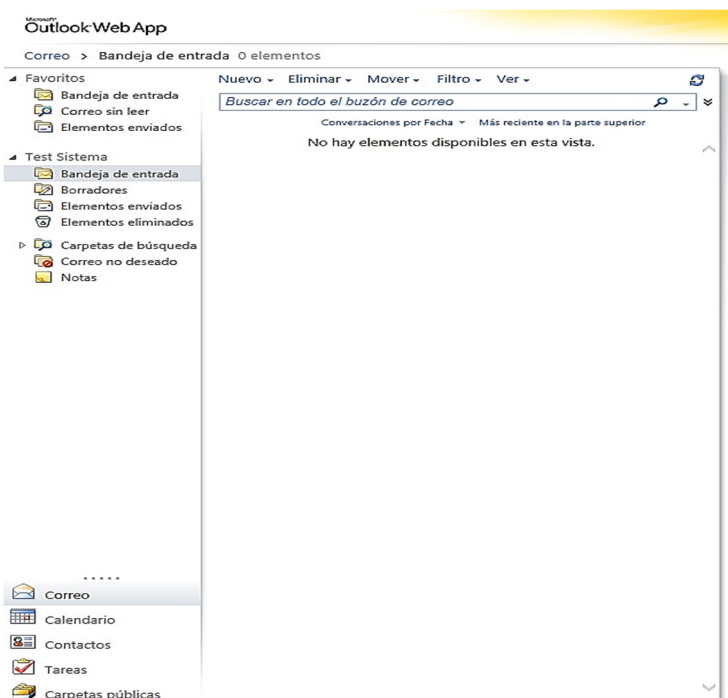 Microsoft®
Outlook Web App
Correo > Bandeja de entrada 0 elementos
Favoritos
Bandeja de entrada
Correo sin leer
Elementos enviados
Test Sistema
Bandeja de entrada
Borradores
Elementos enviados
Elementos eliminados
Carpetas de búsqueda
Correo no deseado
Notas
Correo
Calendario
Contactos
Tareas
Carpetas públicas
Nuevo Eliminar Mover Filtro Ver
Buscar en todo el buzón de correo
Conversaciones por Fecha Más reciente en la parte superior
No hay elementos disponibles en esta vista.